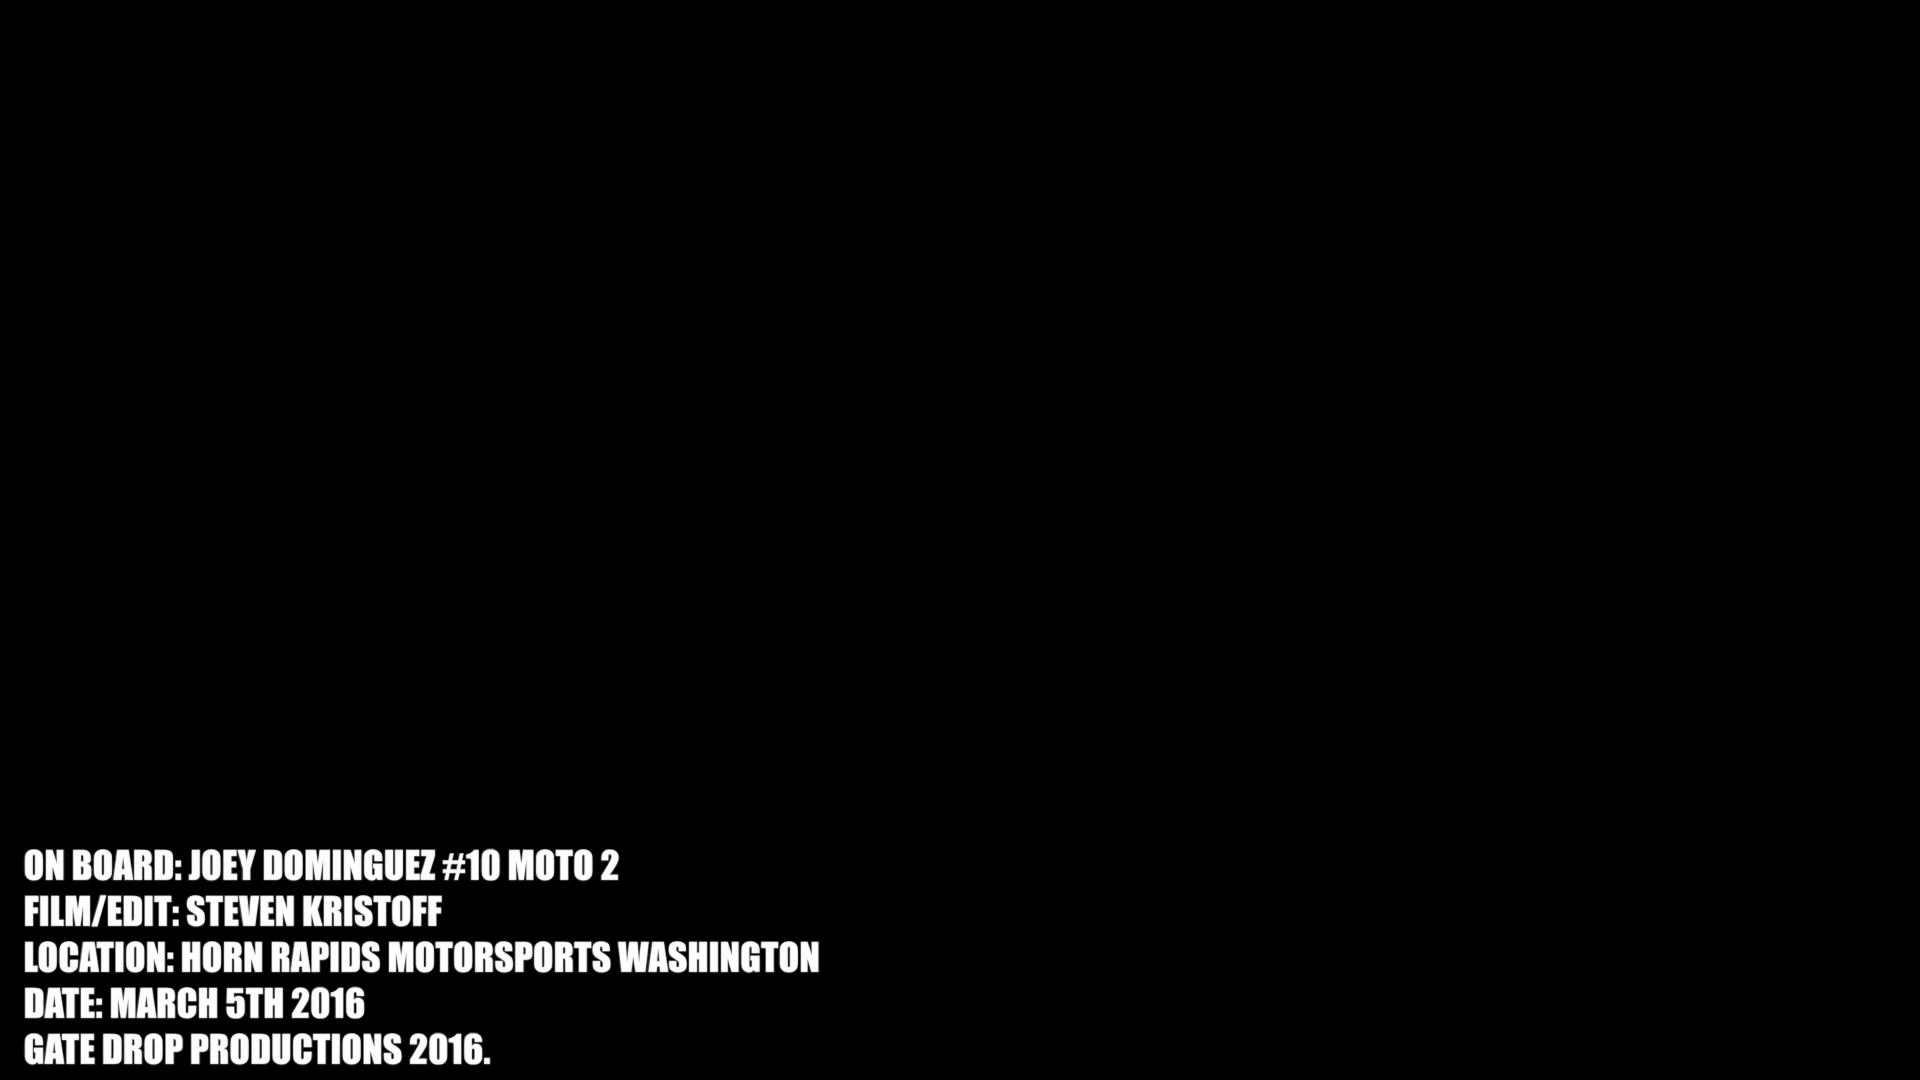 ON BOARD: JOEY DOMINGUEZ #10 MOTO 2
FILM/EDIT: STEVEN KRISTOFF
LOCATION: HORN RAPIDS MOTORSPORTS WASHINGTON
DATE: MARCH 5TH 2016
GATE DROP PRODUCTIONS 2016.